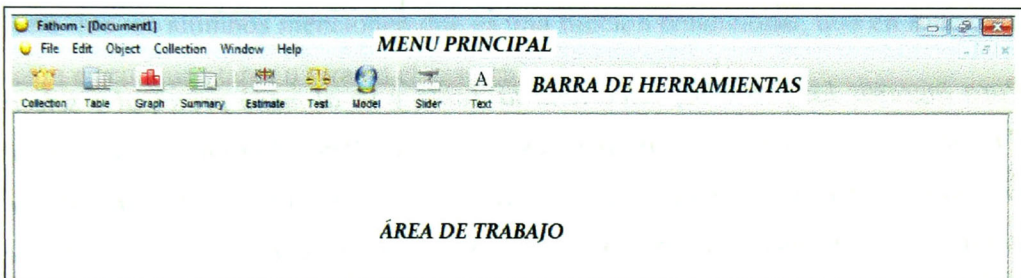 Fathom - [Document1]
File Edit Object Collection Window Help MENU PRINCIPAL
A BARRA DE HERRAMIENTAS
Collection Table Graph Summary Estimate Test Model Slider Text
ÁREA DE TRABAJO